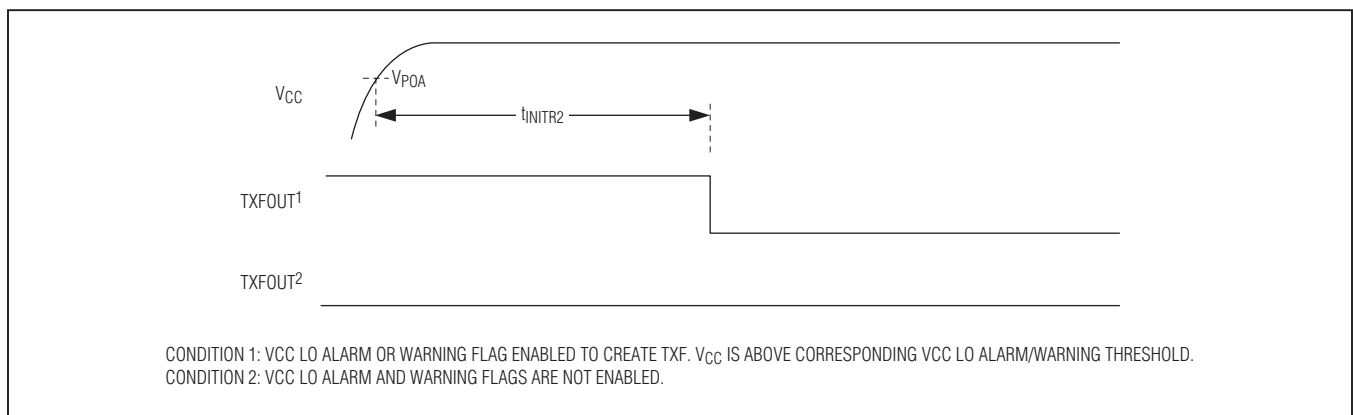 VPOA
VCC
tINITR2
TXFOUT1
TXFOUT2
CONDITION 1: VCC LO ALARM OR WARNING FLAG ENABLED TO CREATE TXF. VCC IS ABOVE CORRESPONDING VCC LO ALARM/WARNING THRESHOLD.
CONDITION 2: VCC LO ALARM AND WARNING FLAGS ARE NOT ENABLED.